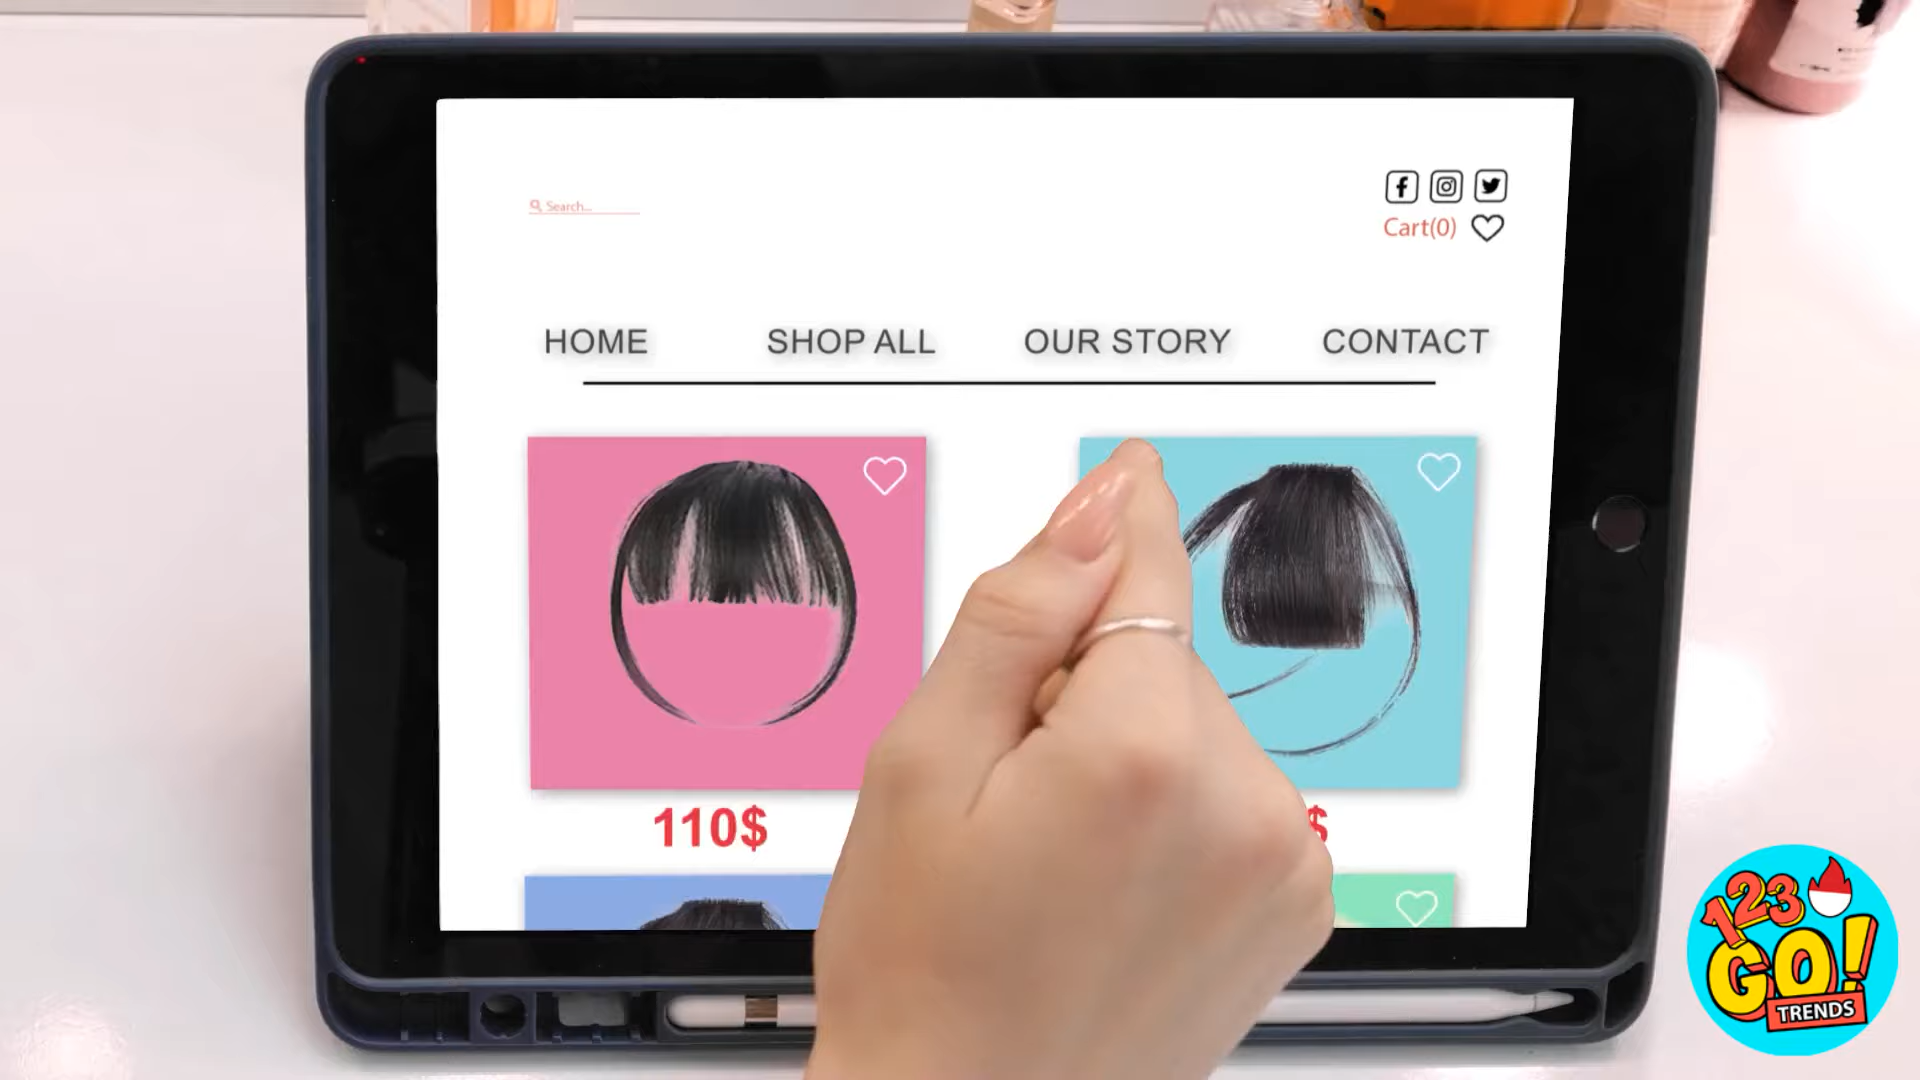 Search...
Cart(0)
HOME SHOP ALL OUR STORY CONTACT
110$
$
123
GO!
TRENDS